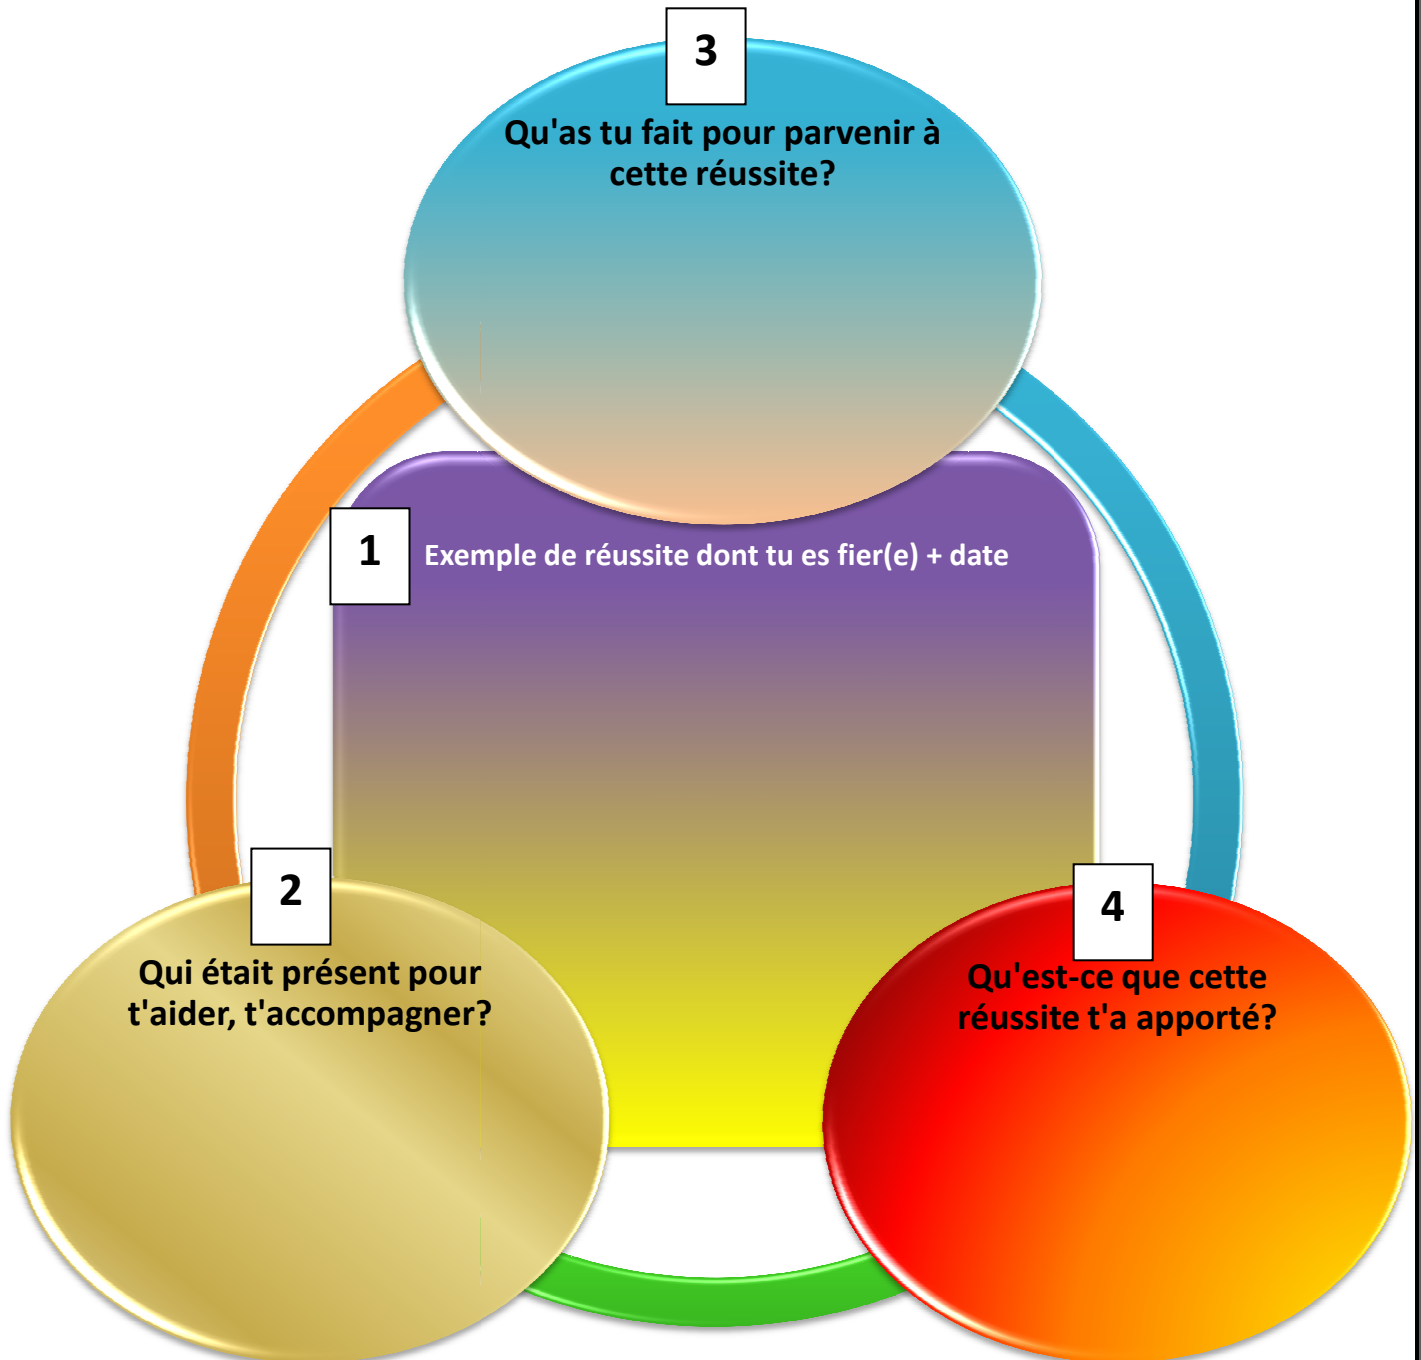 3
Qu'as tu fait pour parvenir à
cette réussite?
1
Exemple de réussite dont tu es fier(e) + date
2
Qui était présent pour
t'aider, t'accompagner?
4
Qu'est-ce que cette
réussite t'a apporté?